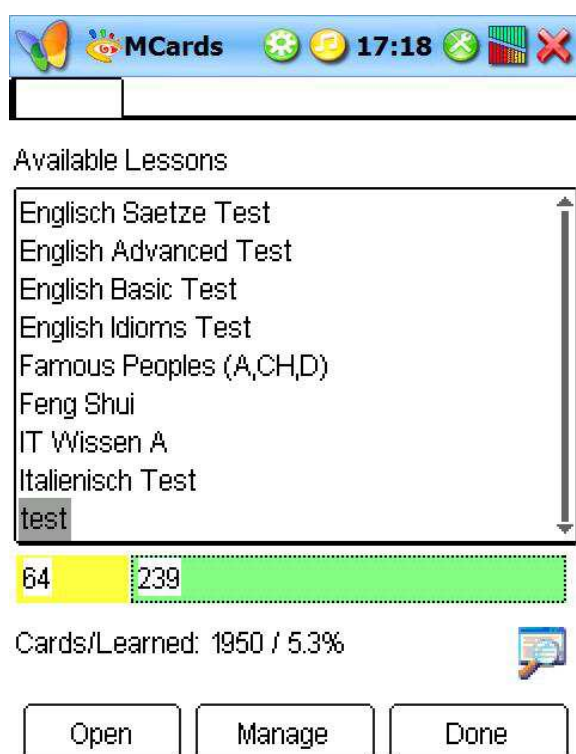 MCards 17:18
Available Lessons
Englisch Saetze Test
English Advanced Test
English Basic Test
English Idioms Test
Famous Peoples (A,CH,D)
Feng Shui
IT Wissen A
Italienisch Test
test
64 239
Cards/Learned: 1950 / 5.3%
Open Manage Done